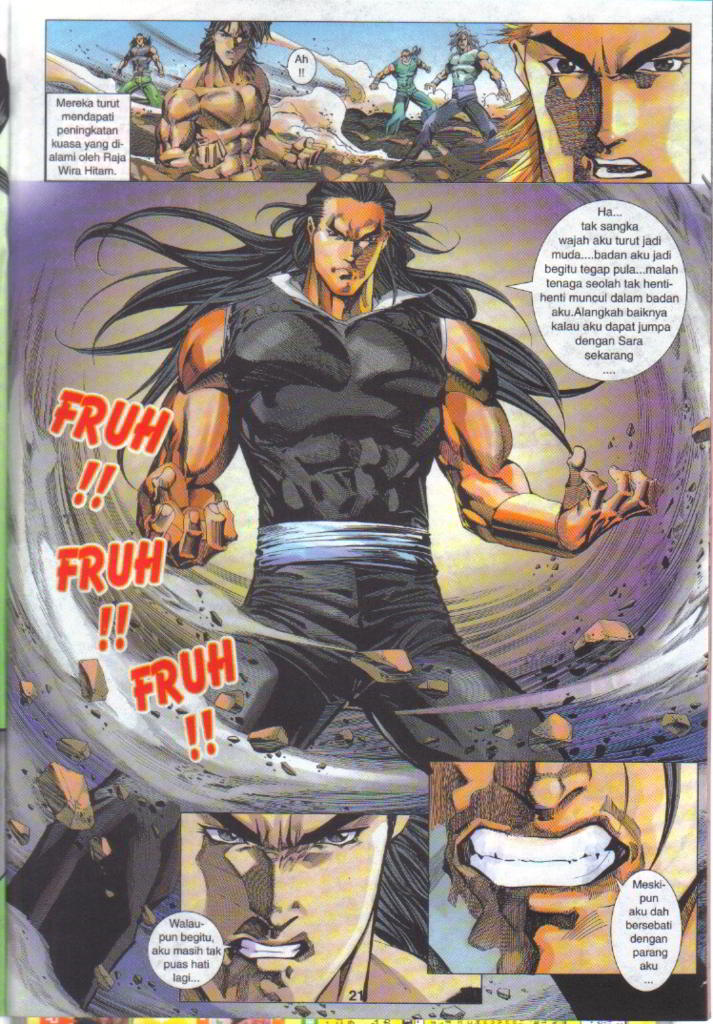 Ah
!!
Mereka turut
mendapati
peningkatan
kuasa yang di-
alami oleh Raja
Wira Hitam.
Ha...
tak sangka
wajah aku turut jadi
muda....badan aku jadi
begitu tegap pula...malah
tenaga seolah tak henti-
henti muncul dalam badan
aku.Alangkah baiknya
kalau aku dapat jumpa
dengan Sara
sekarang
....
FRUH
!!
FRUH
!!
FRUH
!!
Walau-
pun begitu,
aku masih tak
puas hati
lagi...
Meski-
pun
aku dah
bersebati
dengan
parang
aku
...
21